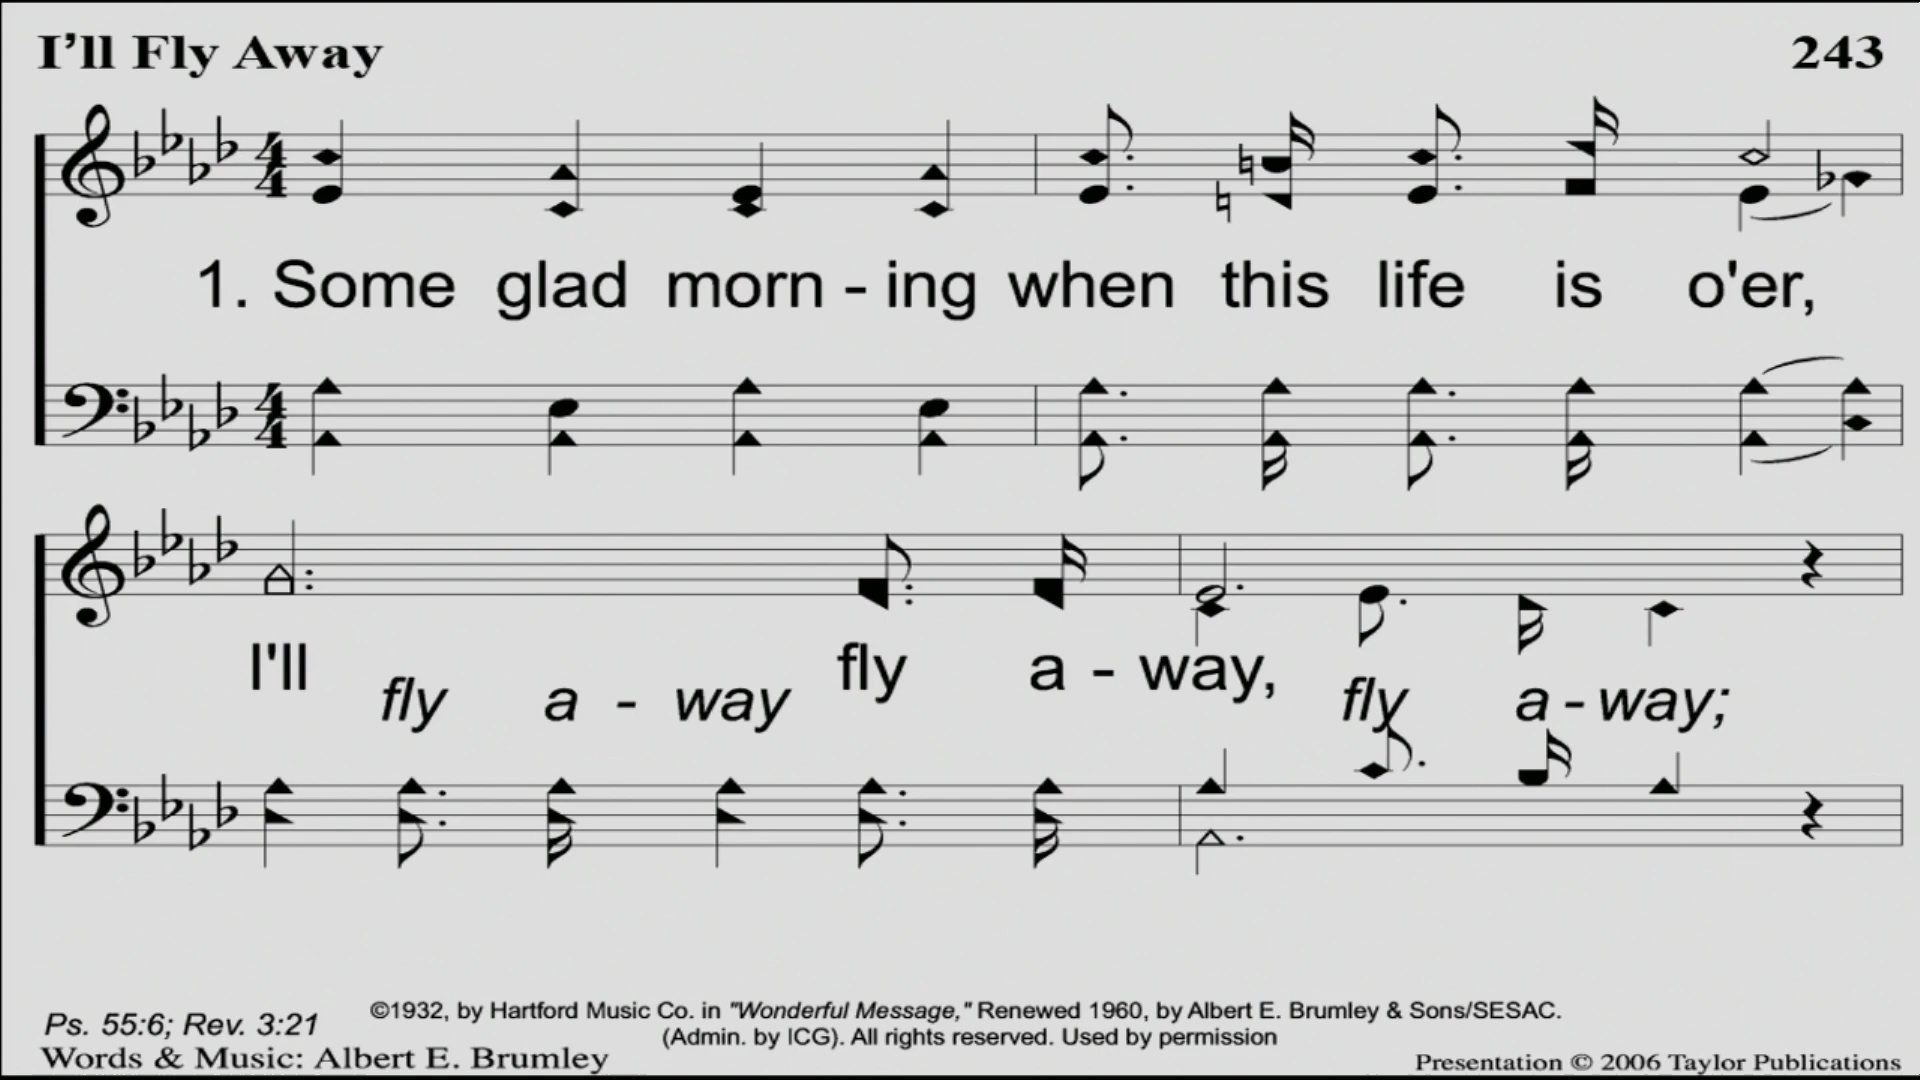 I'll Fly Away 243
1. Some glad morn - ing when this life is o'er,
I'll fly a - way,
fly a - way fly a - way;
Ps. 55:6; Rev. 3:21
©1932, by Hartford Music Co. in "Wonderful Message," Renewed 1960, by Albert E. Brumley & Sons/SESAC.
(Admin. by ICG). All rights reserved. Used by permission
Words & Music: Albert E. Brumley
Presentation © 2006 Taylor Publications